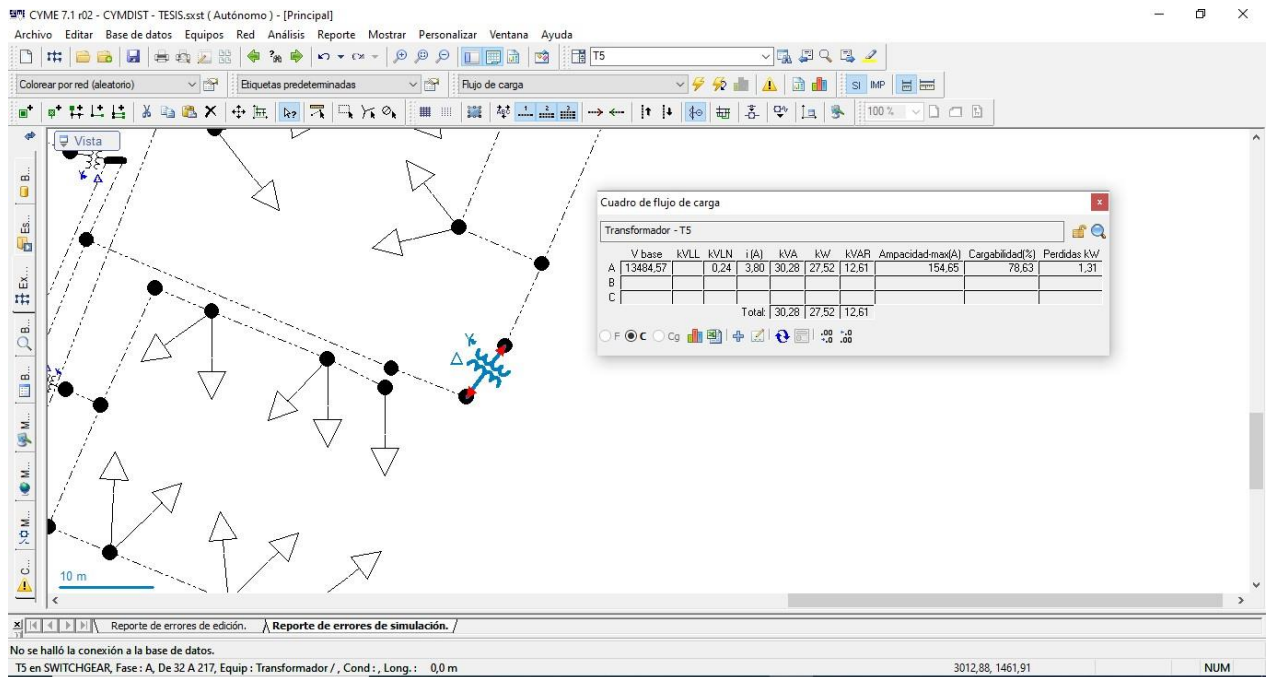 CYME 7.1 r02 - CYMDIST - TESIS.sxst ( Autónomo ) - [Principal]
Archivo Editar Base de datos Equipos Red Análisis Reporte Mostrar Personalizar Ventana Ayuda
T5
Colorear por red (aleatorio) Etiquetas predeterminadas Flujo de carga SI IMP
100 %
Vista
B...
Es...
Ex...
B...
B...
M...
M...
M...
C...
Cuadro de flujo de carga
Transformador - T5
V base kVLL kVLN i (A) kVA kW kVAR Ampacidad-max(A) Cargabilidad(%) Perdidas kW
A 13484,57 0,24 3,80 30,28 27,52 12,61 154,65 78,63 1,31
B
C
Total: 30,28 27,52 12,61
F C Cg
10 m
Reporte de errores de edición. Reporte de errores de simulación.
No se halló la conexión a la base de datos.
T5 en SWITCHGEAR, Fase : A, De 32 A 217, Equip : Transformador / , Cond : , Long. : 0,0 m 3012,88, 1461,91 NUM